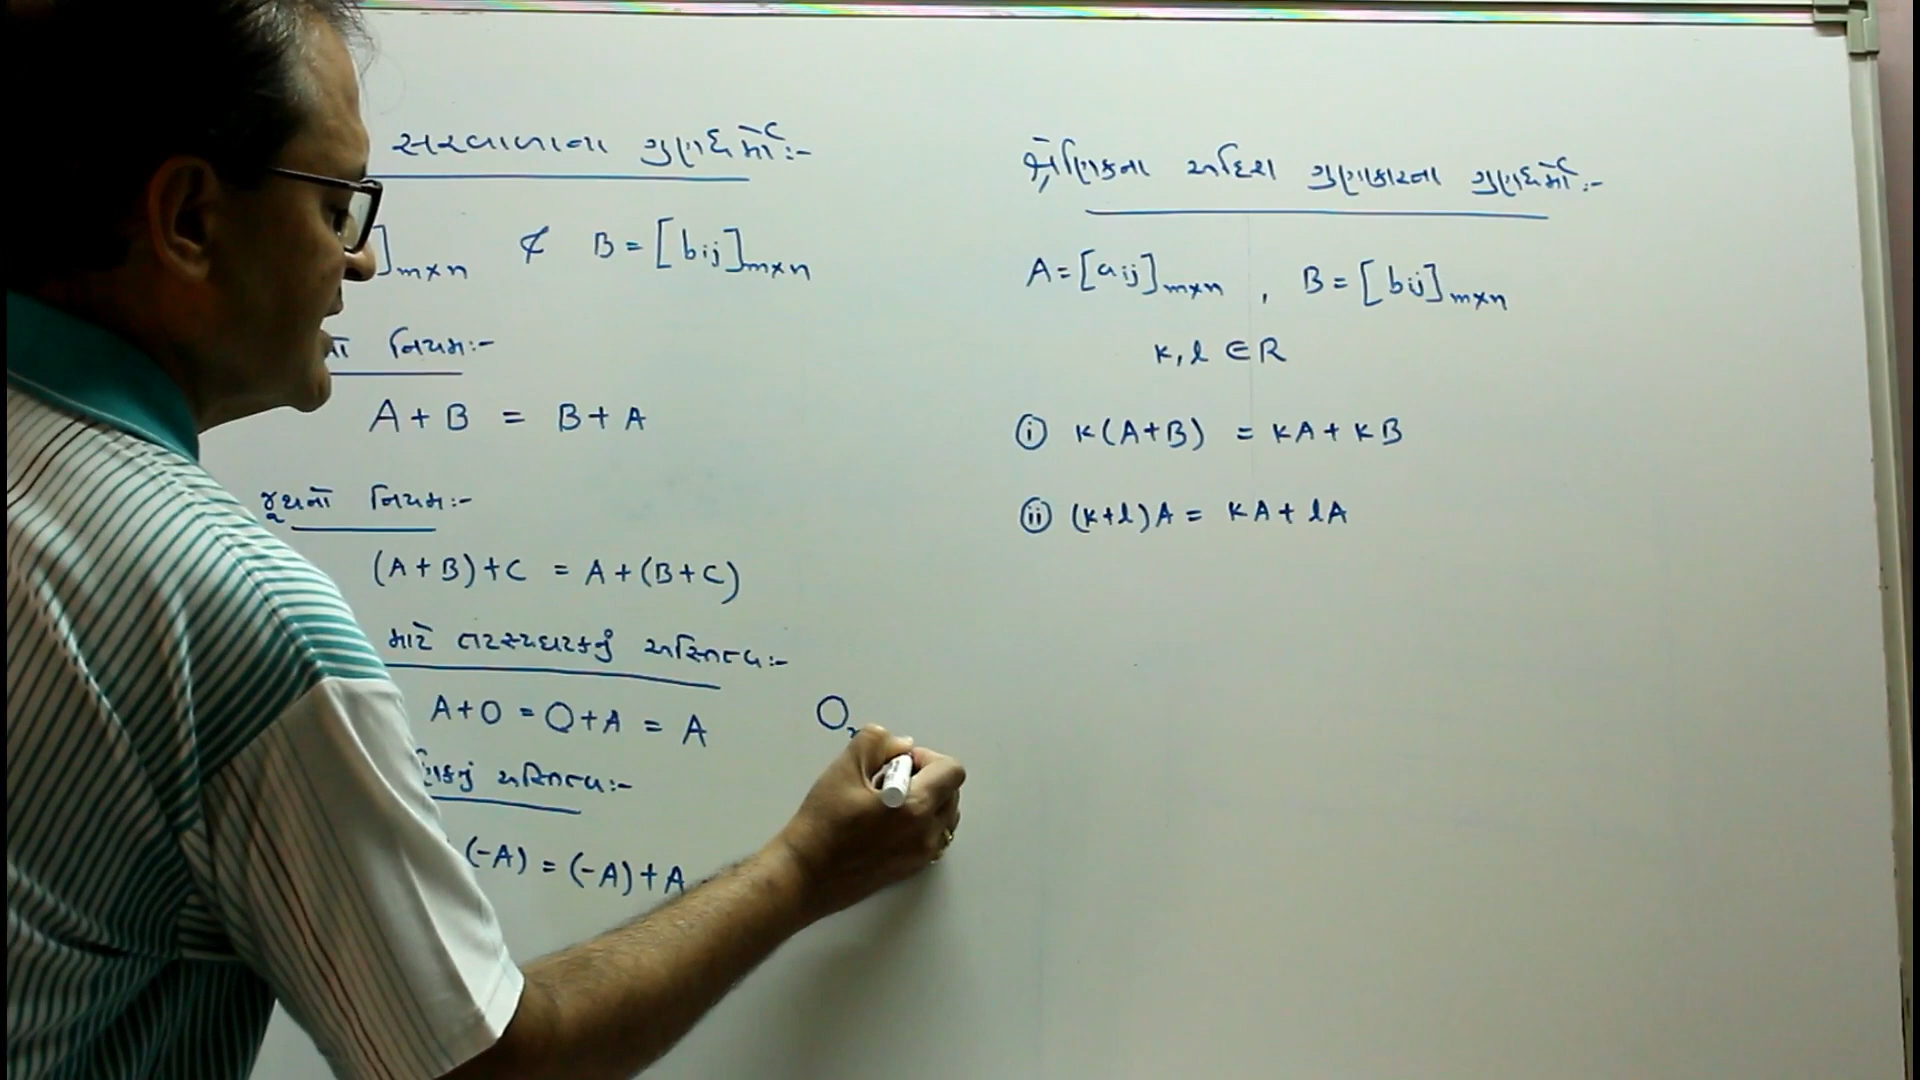 સરવાળાના ગુણધર્મો:-
]m×n & B = [bij]m×n
નિયમ:-
A + B = B + A
જૂથનો નિયમ:-
(A + B) + C = A + (B + C)
માટે તટસ્થઘટકનું અસ્તિત્વ:-
A + O = O + A = A
O
અસ્તિત્વ:-
(-A) = (-A) + A
શ્રેણિકના અદિશ ગુણાકારના ગુણધર્મો:-
A = [aij]m×n , B = [bij]m×n
k, l ∈ R
(i) k(A+B) = kA + kB
(ii) (k+l)A = kA + lA